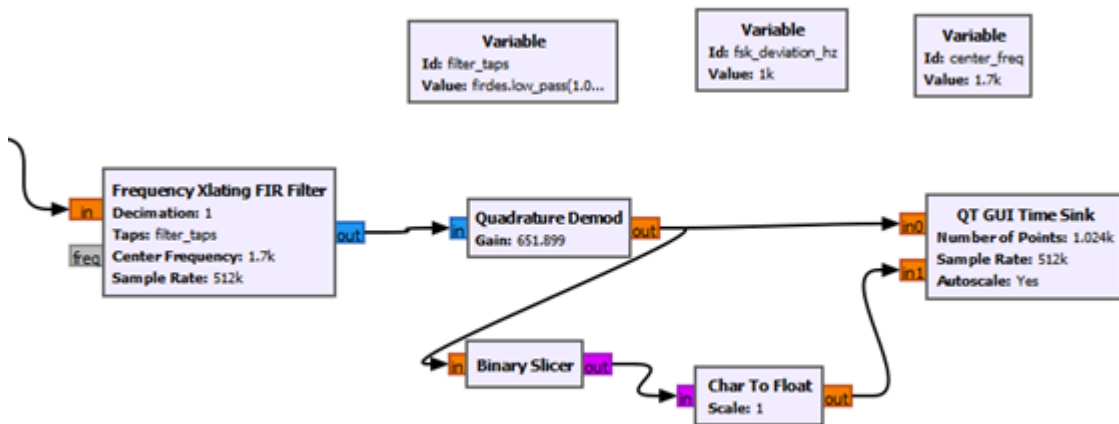 Variable
Id: filter_taps
Value: firdes.low_pass(1.0...
Variable
Id: fsk_deviation_hz
Value: 1k
Variable
Id: center_freq
Value: 1.7k
in
freq
Frequency Xlating FIR Filter
Decimation: 1
Taps: filter_taps
Center Frequency: 1.7k
Sample Rate: 512k
out
in
Quadrature Demod
Gain: 651.899
out
in0
in1
QT GUI Time Sink
Number of Points: 1.024k
Sample Rate: 512k
Autoscale: Yes
in
Binary Slicer
out
in
Char To Float
Scale: 1
out